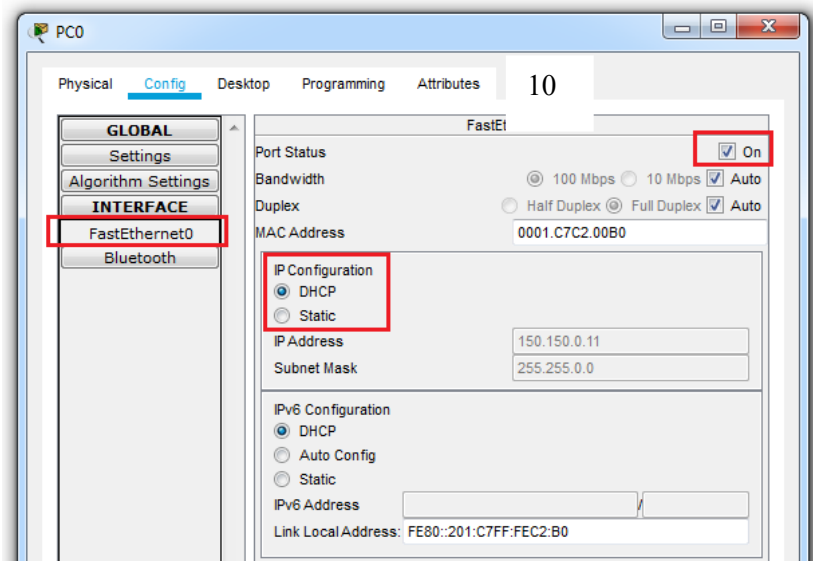 PC0
Physical Config Desktop Programming Attributes 10
GLOBAL
Settings
Algorithm Settings
INTERFACE
FastEthernet0
Bluetooth
Port Status On
Bandwidth 100 Mbps 10 Mbps Auto
Duplex Half Duplex Full Duplex Auto
MAC Address 0001.C7C2.00B0
IP Configuration
DHCP
Static
IP Address 150.150.0.11
Subnet Mask 255.255.0.0
IPv6 Configuration
DHCP
Auto Config
Static
IPv6 Address /
Link Local Address: FE80::201:C7FF:FEC2:B0